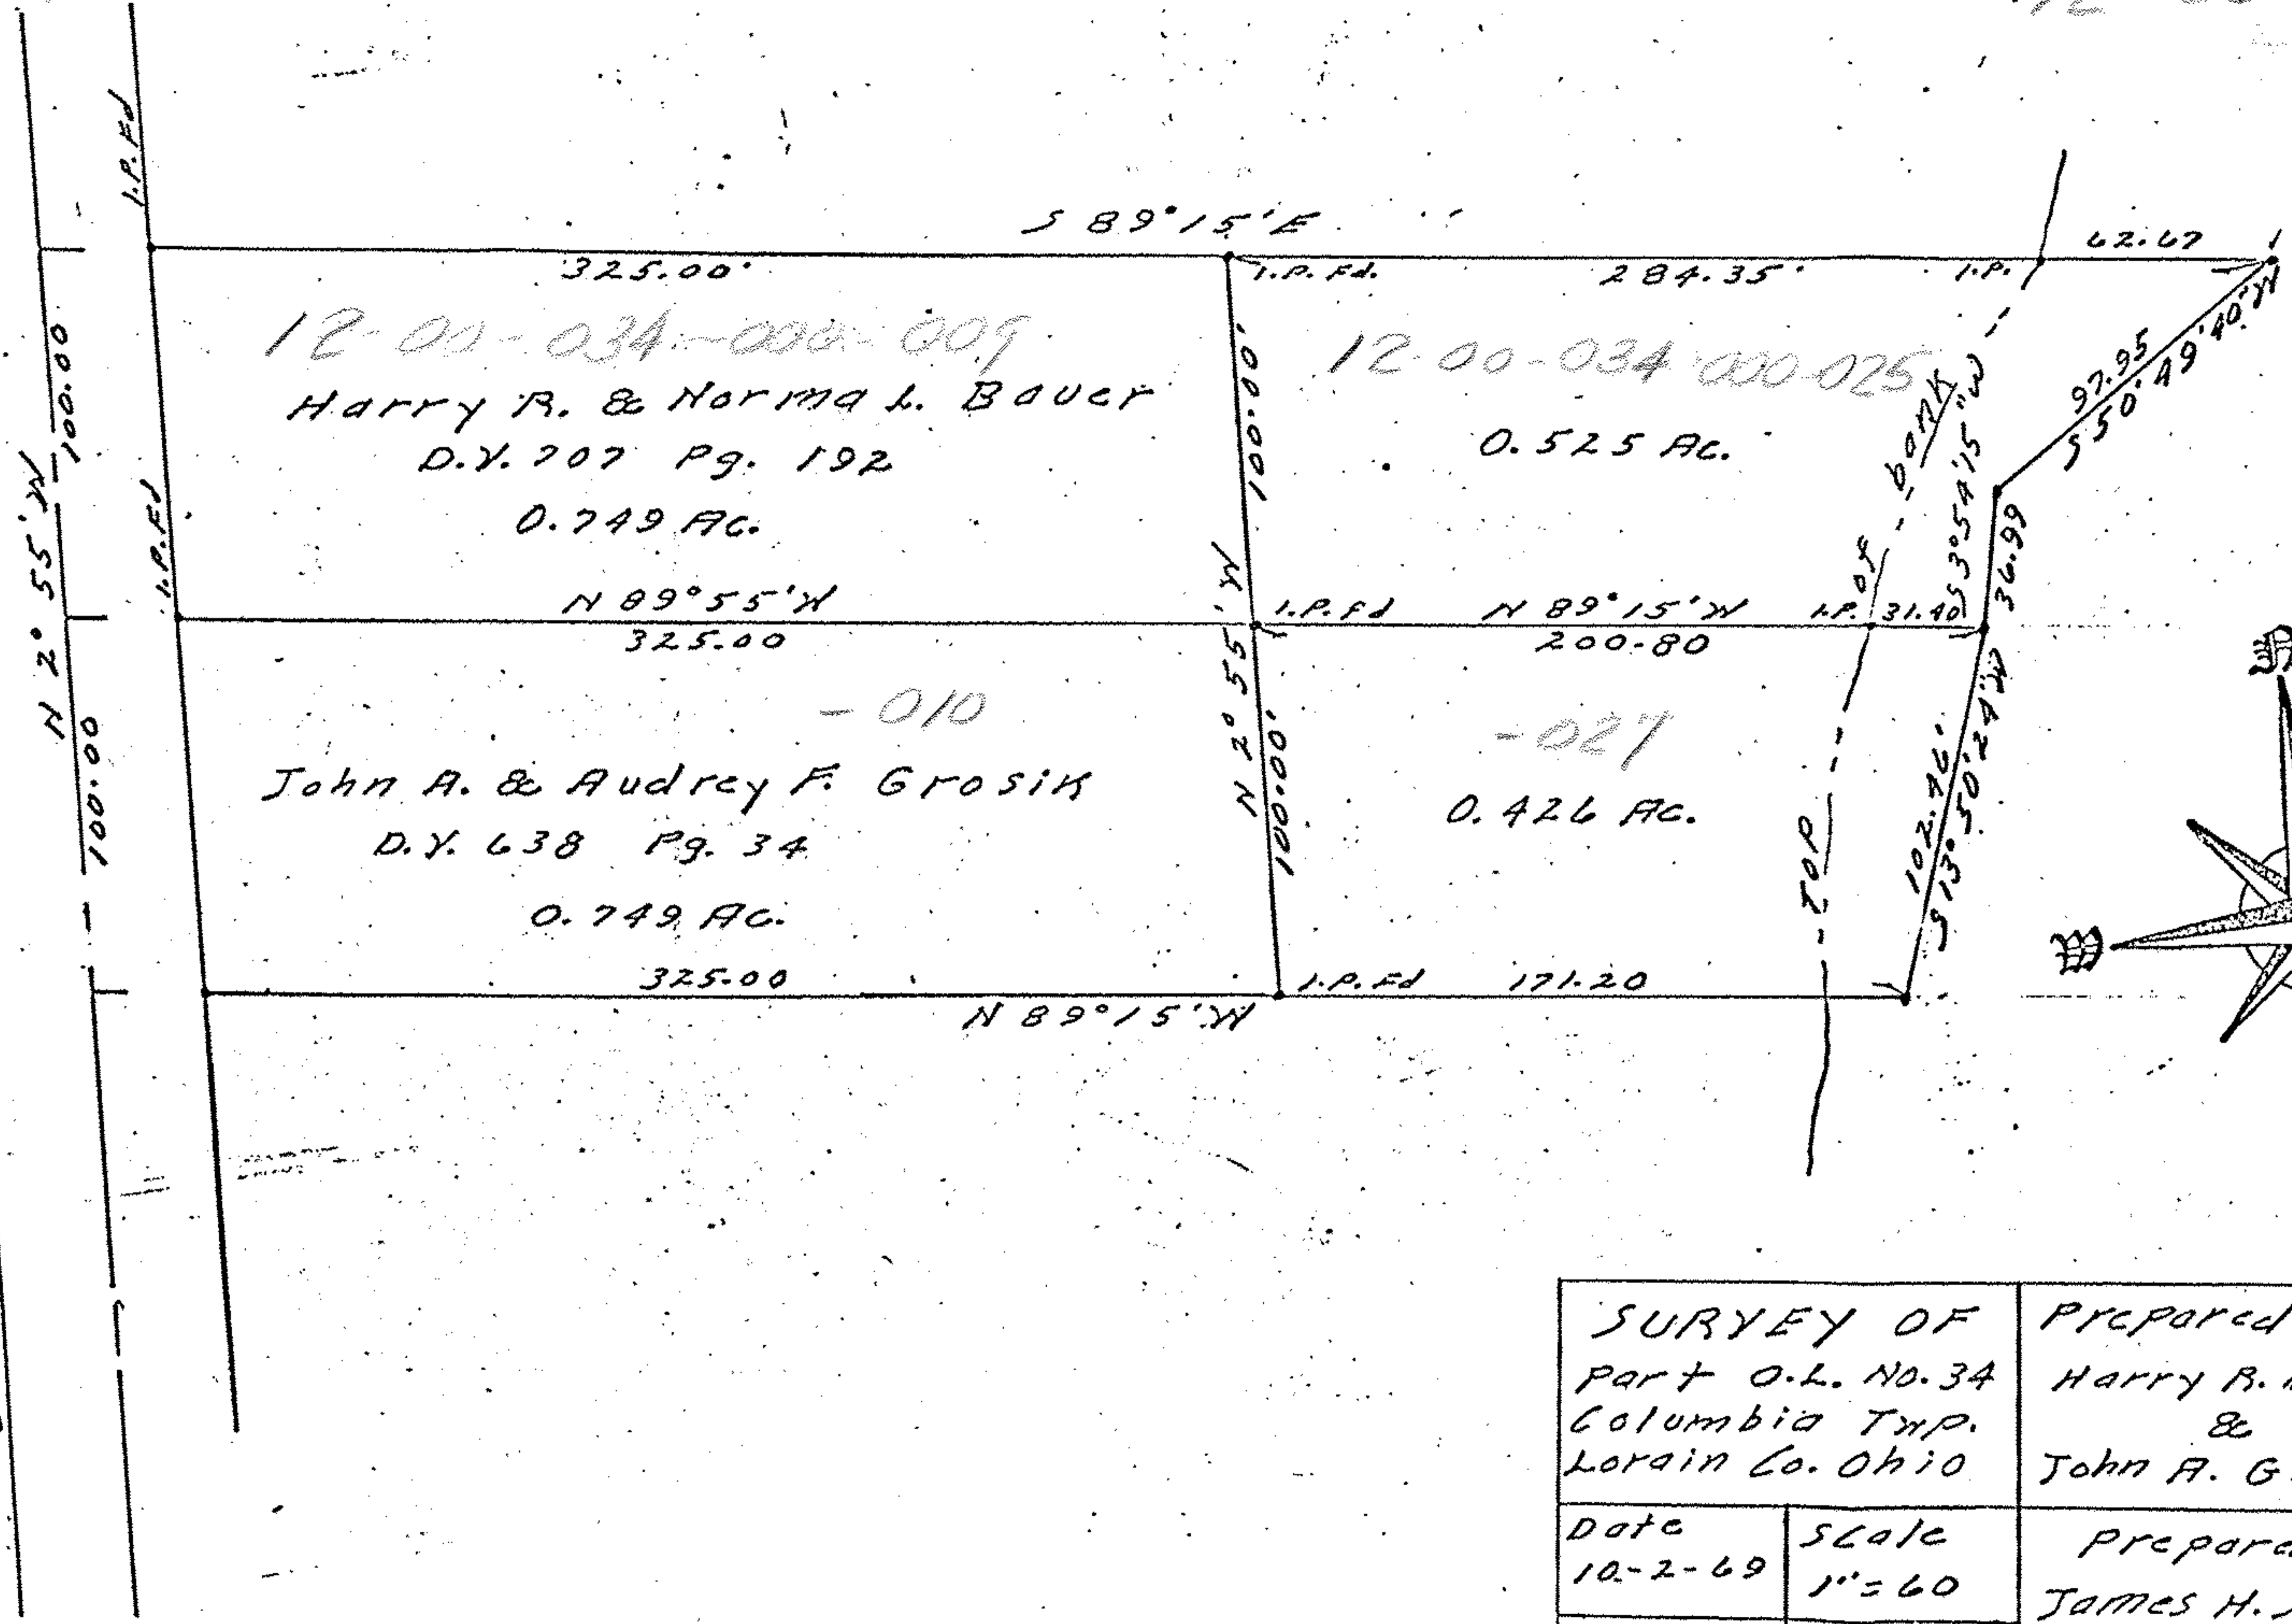 I.P. Fd
S 89°15'E
62.67
325.00'
I.P. Fd.
284.35'
I.P.
12-00-034-000-009
Harry R. & Norma L. Bauer
D.V. 707 Pg. 192
0.749 Ac.
12-00-034-000-025
0.525 Ac.
97.95
S 50°49'40"W
100.00
N 2°55'W
100.00
I.P. Fd
100.00'
N 2°55'W
100.00'
TOP of bank
S 3°54'15"W
36.99
N 89°55'W
325.00
I.P. Fd
N 89°15'W
200.80
I.P.
31.40
-010
John A. & Audrey F. Grosik
D.V. 638 Pg. 34
0.749 Ac.
0.426 Ac.
102.76'
S 13°50'24"W
325.00
N 89°15'W
I.P. Fd
171.20
SURVEY OF
Part O.L. No. 34
Columbia Twp.
Lorain Co. Ohio
Prepared
Harry R.
&
John A. G
Date
10-2-69
Scale
1"=60
Prepare
James H.